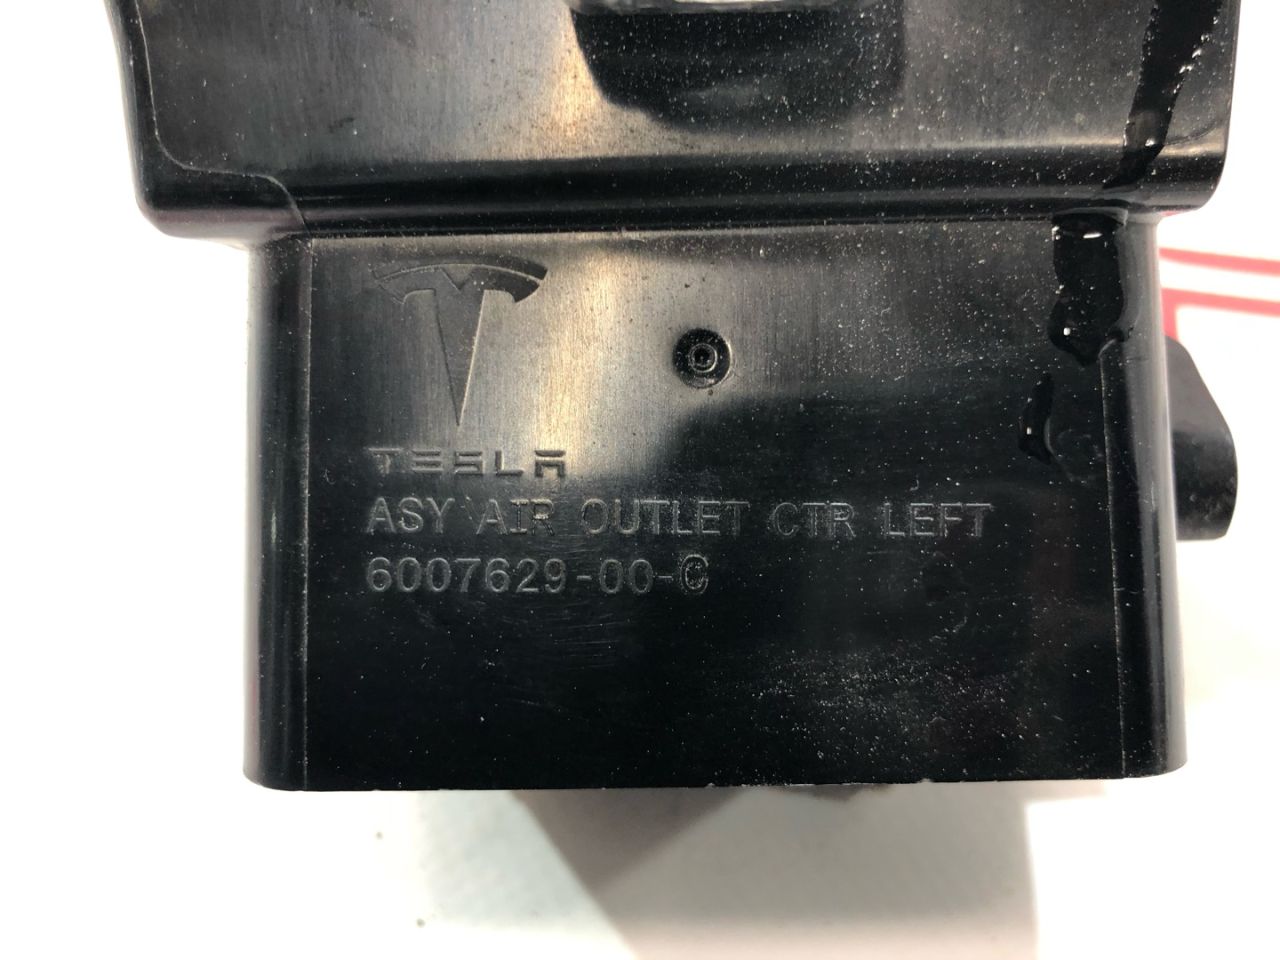 TESLA
ASY AIR OUTLET CTR LEFT
6007629-00-C